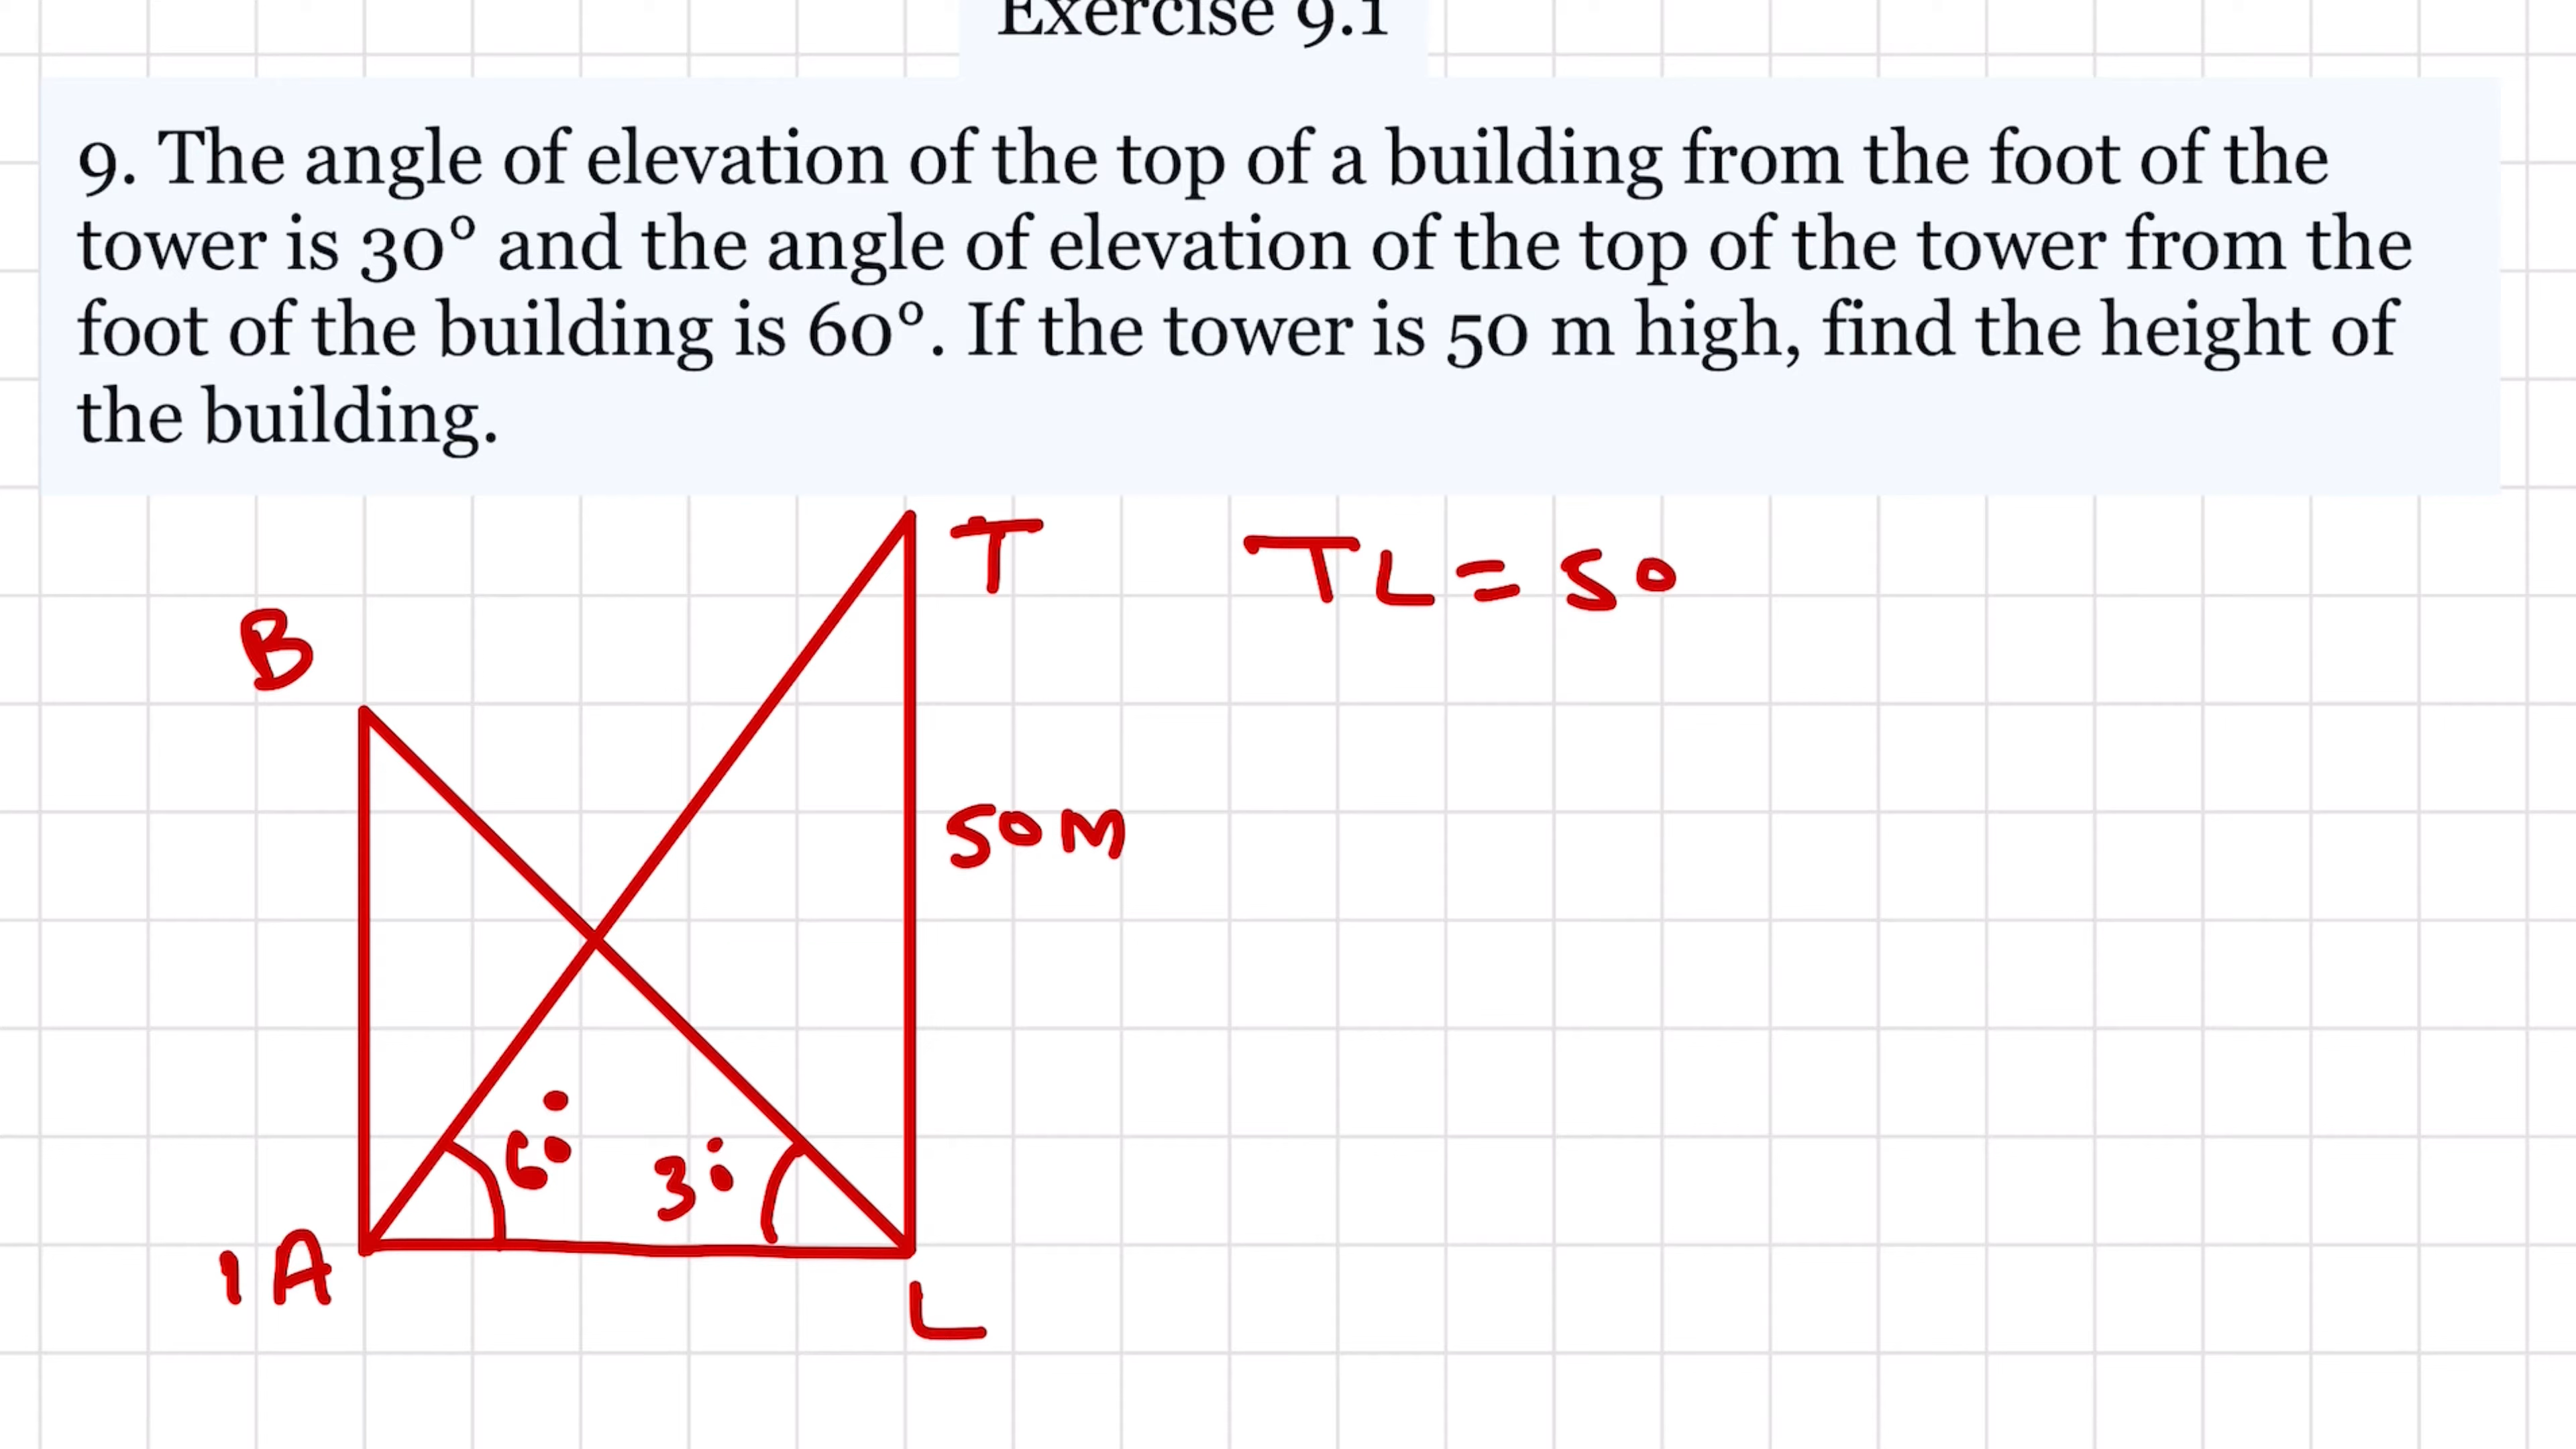 Exercise 9.1
9. The angle of elevation of the top of a building from the foot of the
tower is 30° and the angle of elevation of the top of the tower from the
foot of the building is 60°. If the tower is 50 m high, find the height of
the building.
T
TL = 50
B
50 M
60°
30°
1 A
L